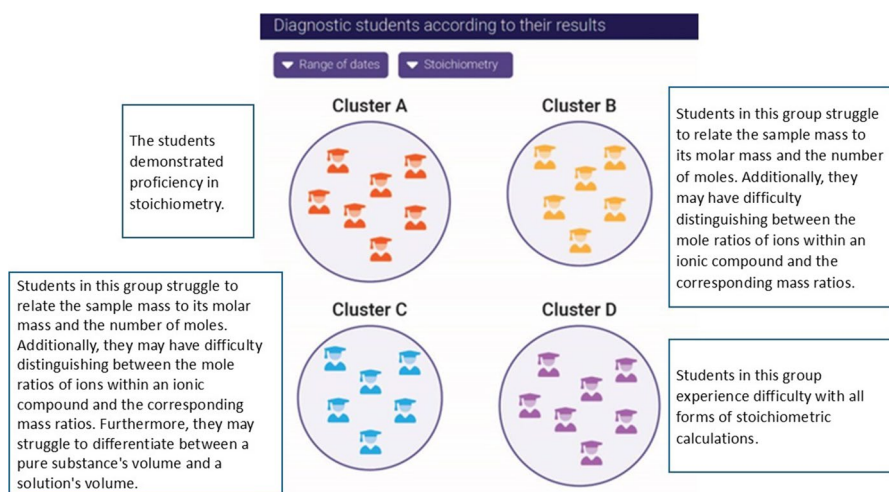 Diagnostic students according to their results
Range of dates
Stoichiometry
Cluster A
Cluster B
The students
demonstrated
proficiency in
stoichiometry.
Students in this group struggle
to relate the sample mass to
its molar mass and the number
of moles. Additionally, they
may have difficulty
distinguishing between the
mole ratios of ions within an
ionic compound and the
corresponding mass ratios.
Students in this group struggle to
relate the sample mass to its molar
mass and the number of moles.
Additionally, they may have difficulty
distinguishing between the mole
ratios of ions within an ionic
compound and the corresponding
mass ratios. Furthermore, they may
struggle to differentiate between a
pure substance's volume and a
solution's volume.
Cluster C
Cluster D
Students in this group
experience difficulty with all
forms of stoichiometric
calculations.